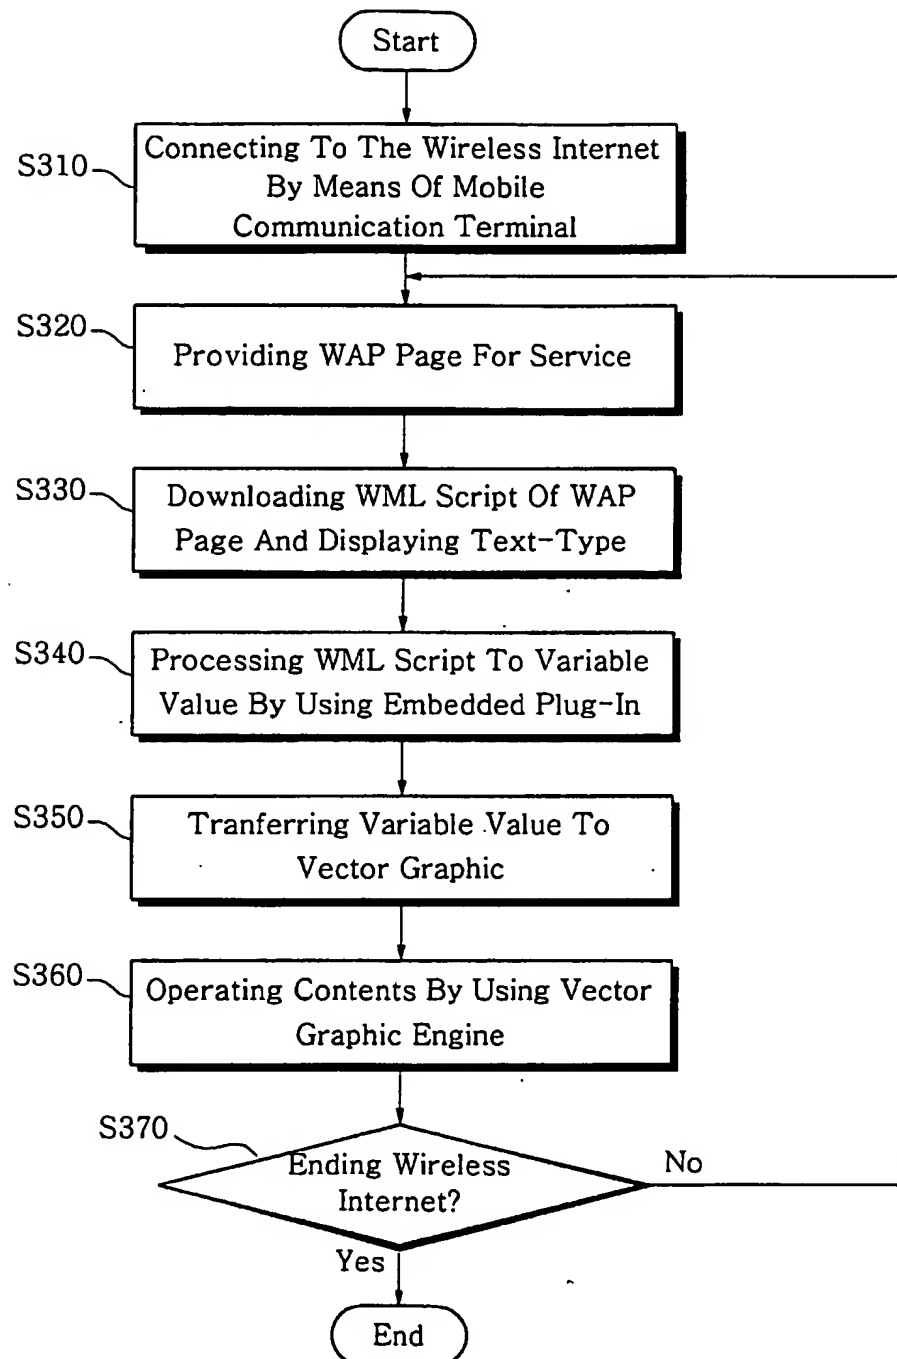 Start
S310
Connecting To The Wireless Internet
By Means Of Mobile
Communication Terminal
S320
Providing WAP Page For Service
S330
Downloading WML Script Of WAP
Page And Displaying Text-Type
S340
Processing WML Script To Variable
Value By Using Embedded Plug-In
S350
Tranferring Variable Value To
Vector Graphic
S360
Operating Contents By Using Vector
Graphic Engine
S370
Ending Wireless
Internet?
No
Yes
End